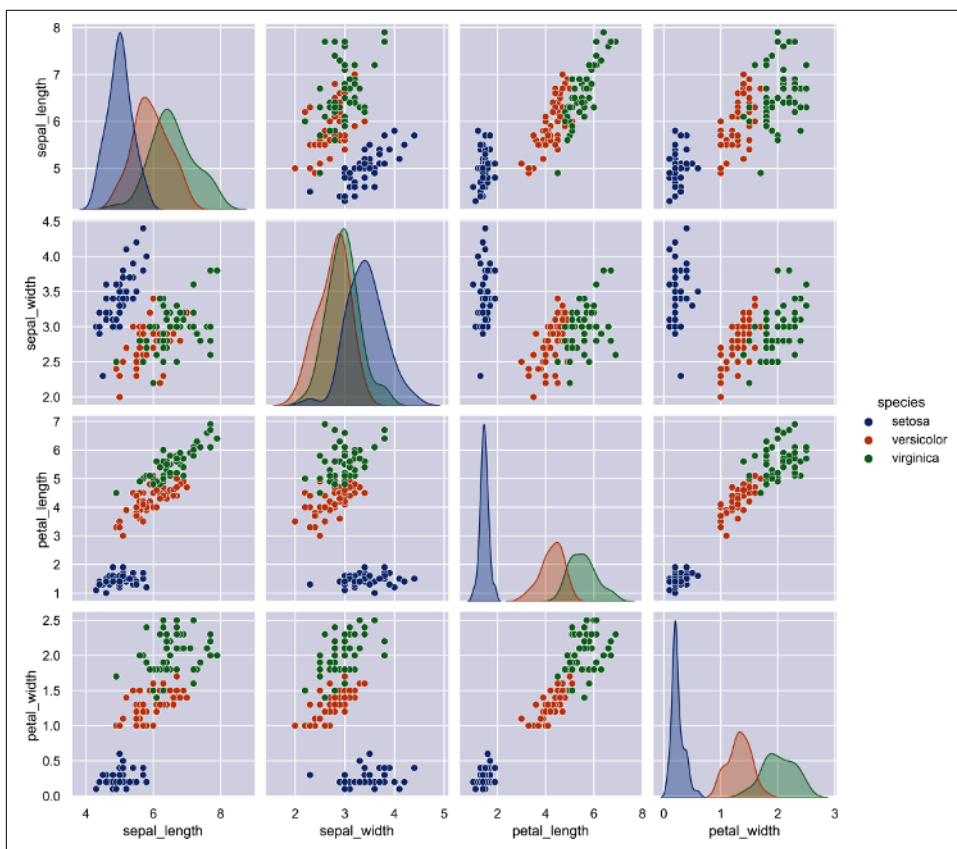 8
7
6
5
sepal_length
4.5
4.0
3.5
3.0
2.5
2.0
sepal_width
species
setosa
versicolor
virginica
7
6
5
4
3
2
1
petal_length
2.5
2.0
1.5
1.0
0.5
0.0
petal_width
4 6 8
2 3 4 5
2 4 6 8
0 1 2 3
sepal_length
sepal_width
petal_length
petal_width